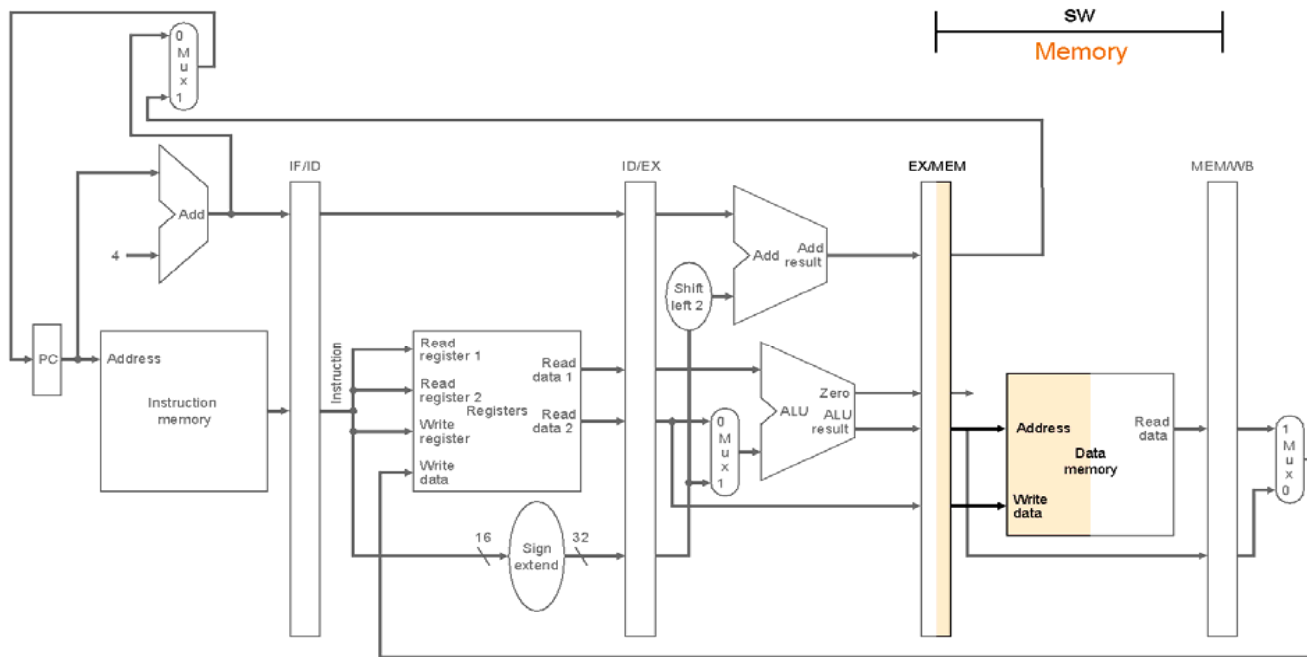 SW
Memory
0
M
u
x
1
IF/ID
ID/EX
EX/MEM
MEM/WB
Add
4
Add
Add
result
Shift
left 2
PC
Address
Instruction
memory
Instruction
Read
register 1
Read
register 2
Write
register
Write
data
Registers
Read
data 1
Read
data 2
0
M
u
x
1
Zero
ALU
ALU
result
Address
Data
memory
Write
data
Read
data
1
M
u
x
0
16
Sign
extend
32